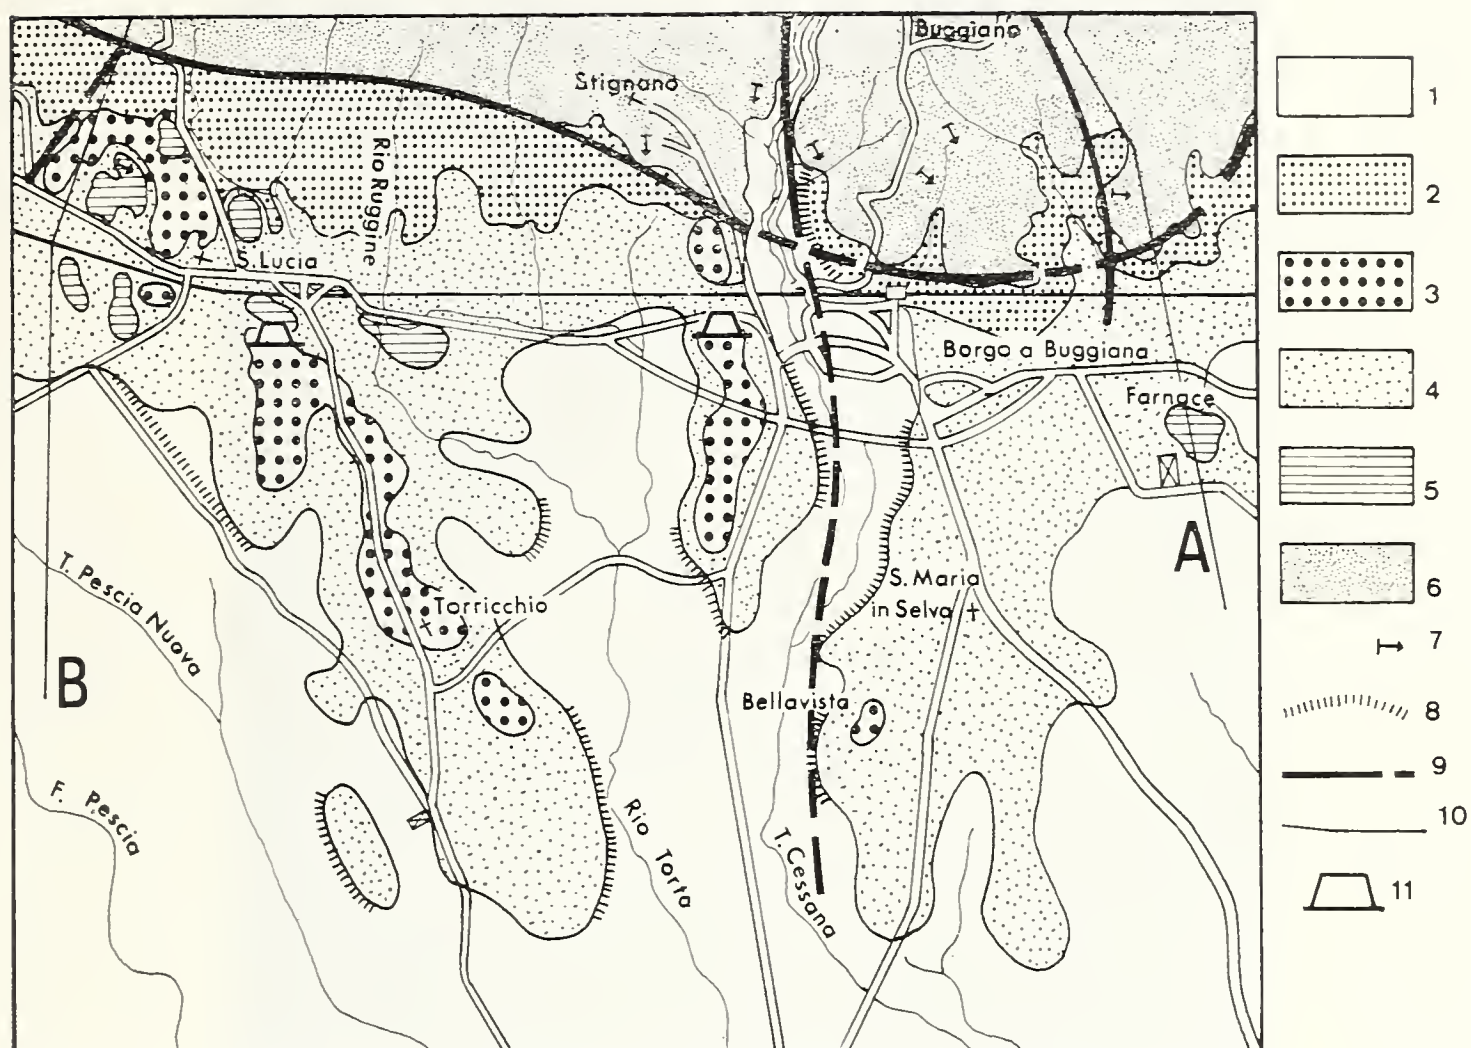 Buggiano
Stignano
Rio Ruggine
S. Lucia
Borgo a Buggiana
Farnace
A
T. Pescia Nuova
Torricchio
S. Maria
in Selva
B
Bellavista
F. Pescia
Rio Torta
T. Cessana
1
2
3
4
5
6
7
8
9
10
11